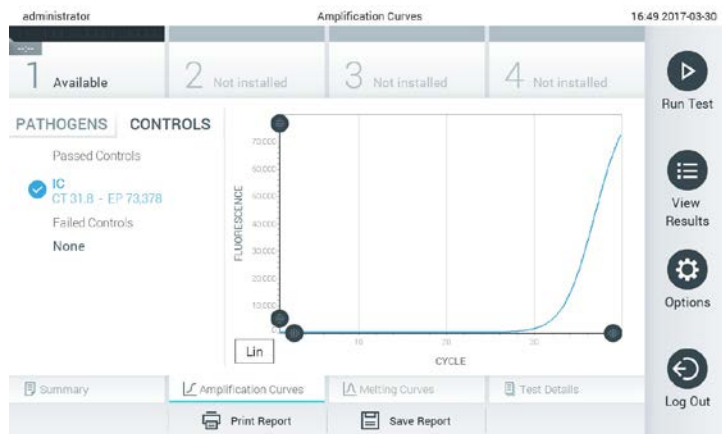 administrator
Amplification Curves
16:49 2017-03-30
1 Available
2 Not installed
3 Not installed
4 Not installed
Run Test
View
Results
Options
Log Out
PATHOGENS CONTROLS
Passed Controls
IC
CT 31.8 - EP 73,378
Failed Controls
None
FLUORESCENCE
70,000
60,000
50,000
40,000
30,000
20,000
10,000
0
10
20
30
CYCLE
Lin
Summary
Amplification Curves
Melting Curves
Test Details
Print Report
Save Report